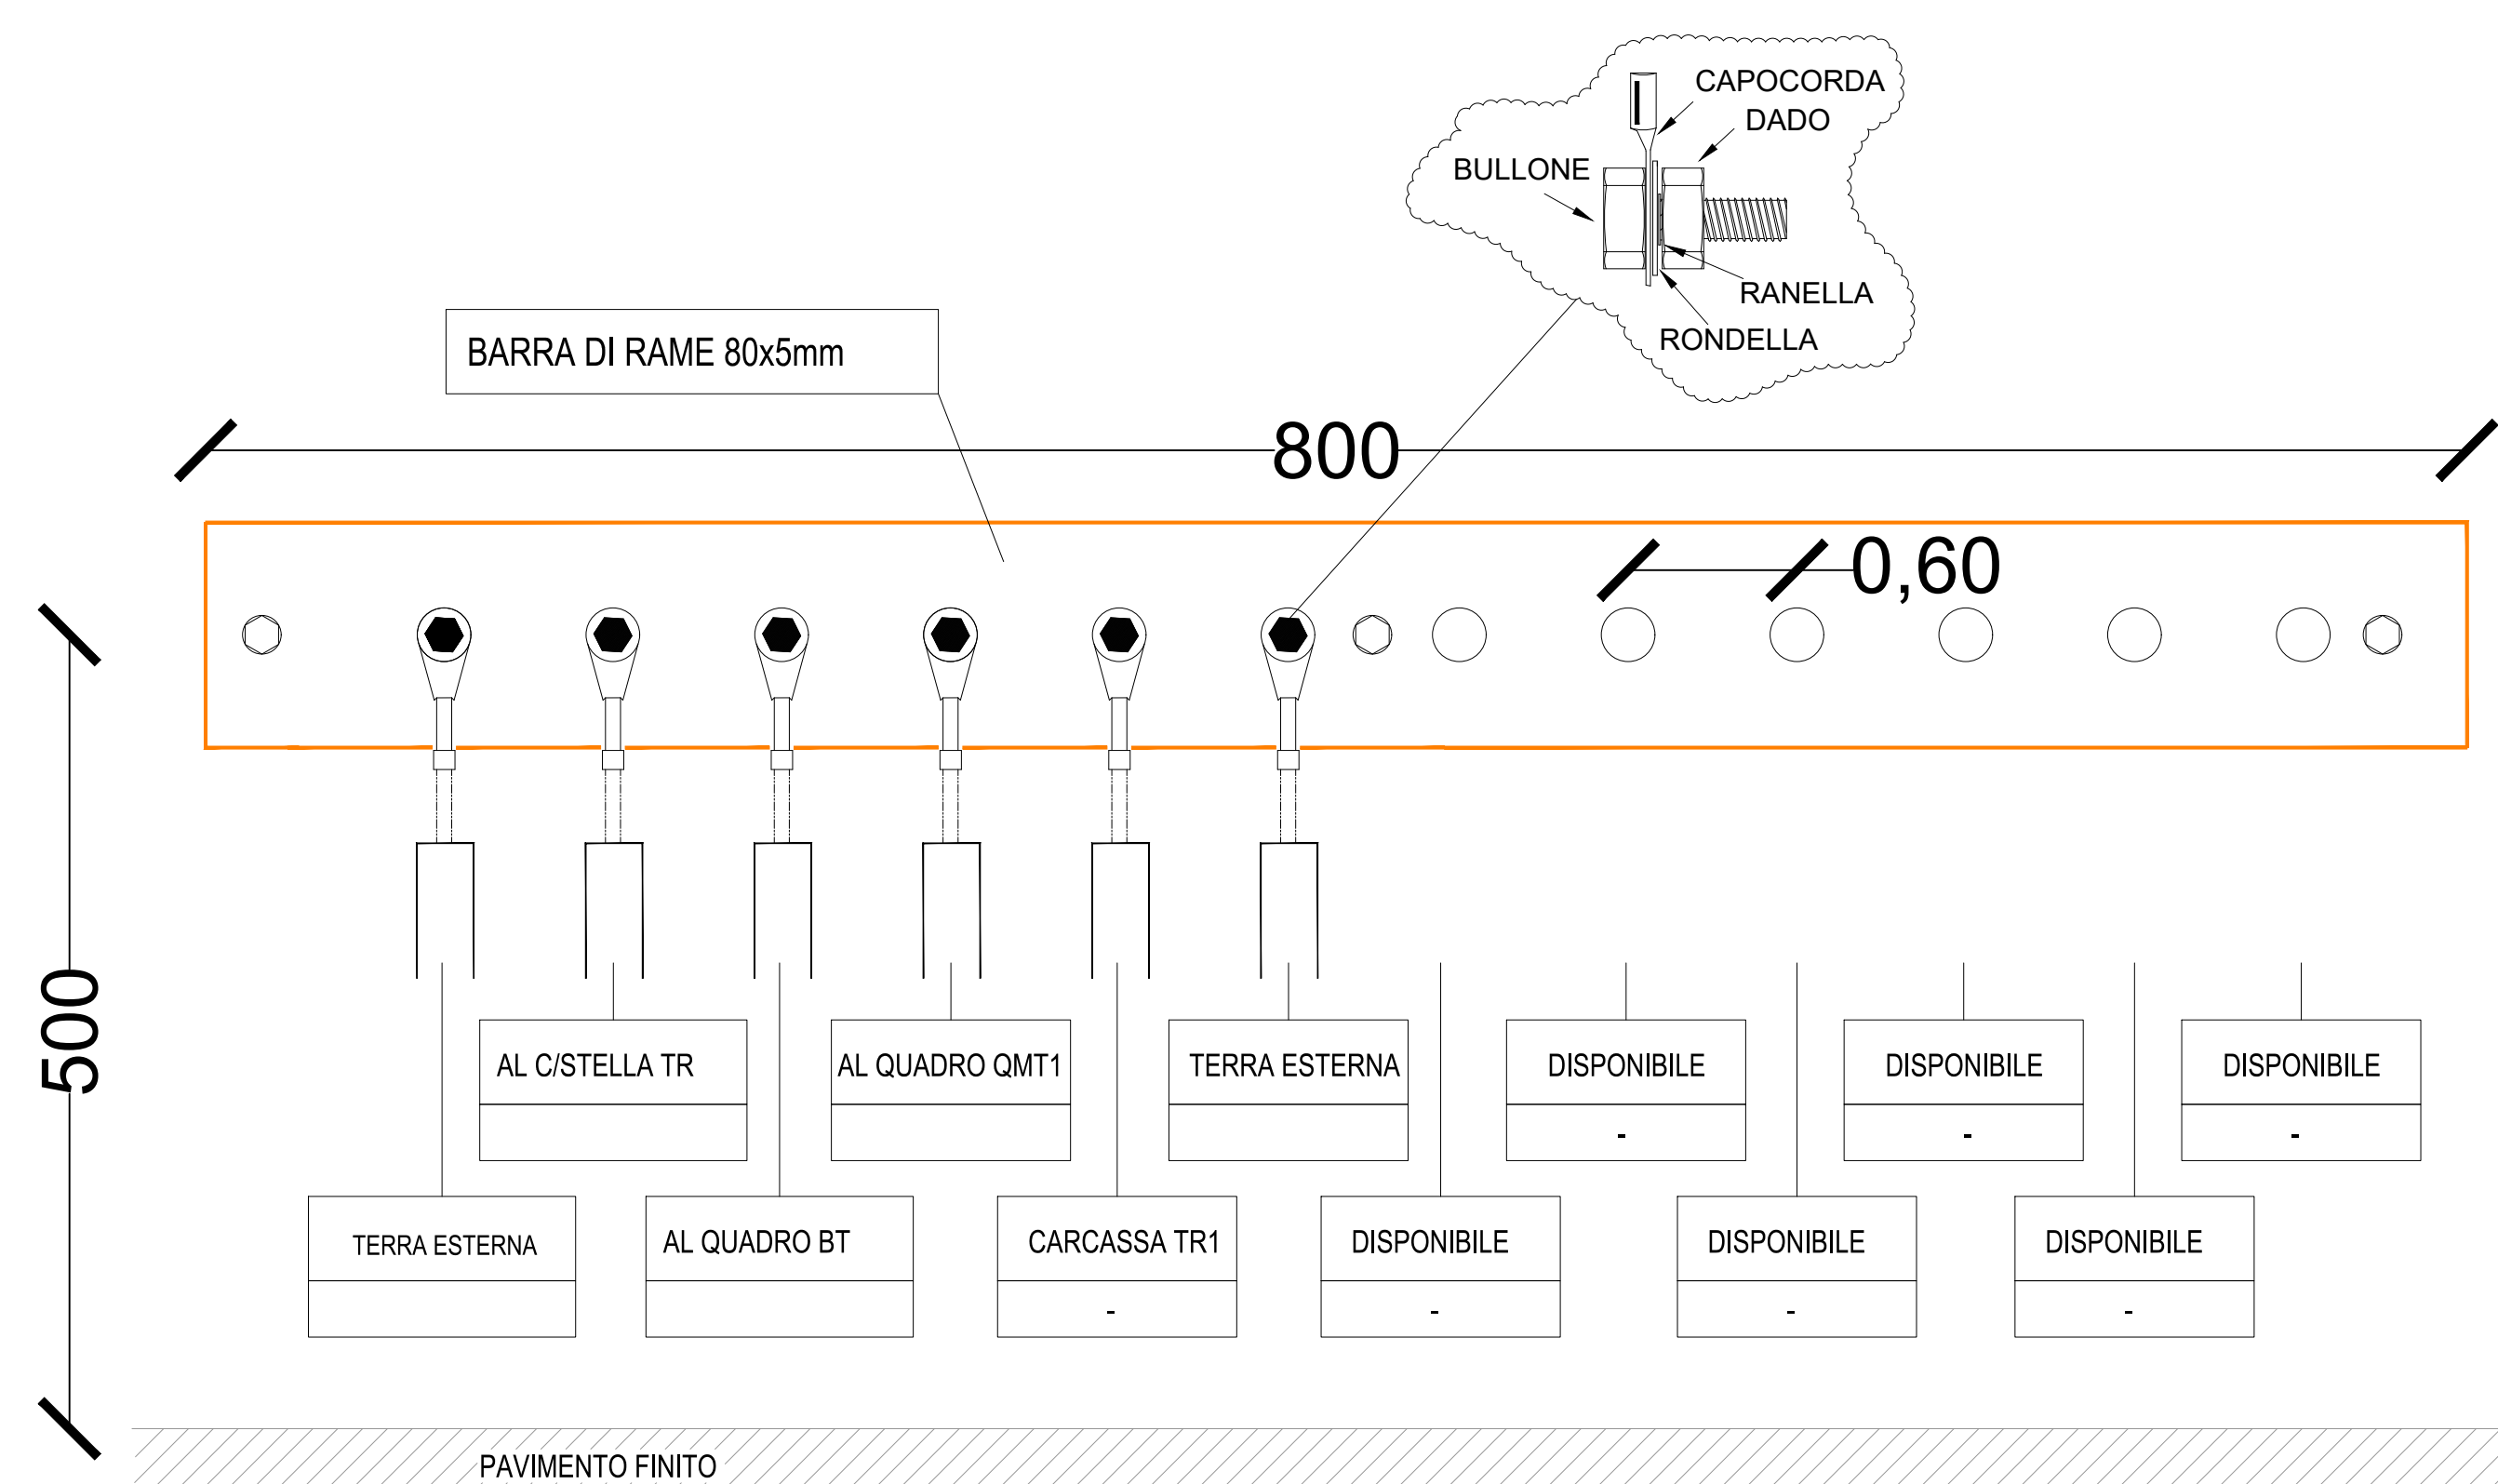 CAPOCORDA
DADO
BULLONE
RANELLA
RONDELLA
BARRA DI RAME 80x5mm
800
0,60
500
AL C/STELLA TR
AL QUADRO QMT1
TERRA ESTERNA
DISPONIBILE
-
DISPONIBILE
-
DISPONIBILE
-
TERRA ESTERNA
AL QUADRO BT
CARCASSA TR1
-
DISPONIBILE
-
DISPONIBILE
-
DISPONIBILE
-
PAVIMENTO FINITO